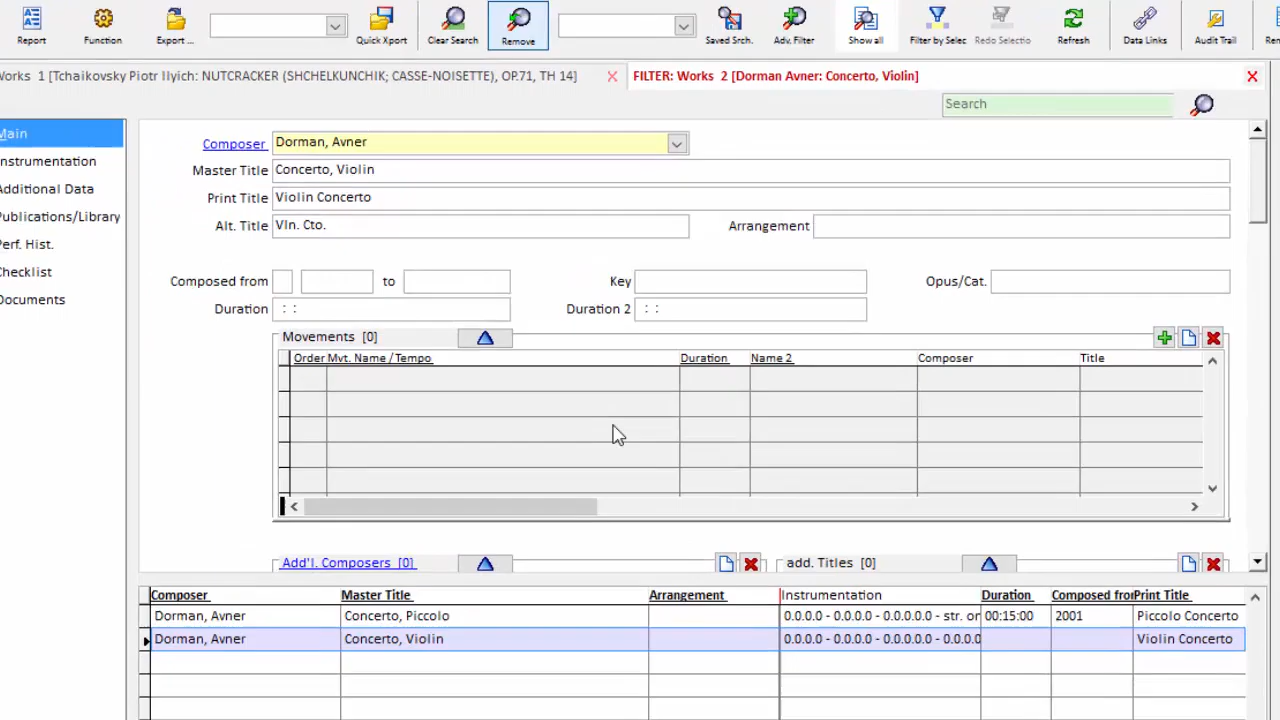 Report
Function
Export ...
Quick Xport
Clear Search
Remove
Saved Srch.
Adv. Filter
Show all
Filter by Selec
Redo Selectio
Refresh
Data Links
Audit Trail
Works 1 [Tchaikovsky Piotr Ilyich: NUTCRACKER (SHCHELKUNCHIK; CASSE-NOISETTE), OP.71, TH 14]
FILTER: Works 2 [Dorman Avner: Concerto, Violin]
Search
Main
Instrumentation
Additional Data
Publications/Library
Perf. Hist.
Checklist
Documents
Composer Dorman, Avner
Master Title Concerto, Violin
Print Title Violin Concerto
Alt. Title Vln. Cto. Arrangement
Composed from to Key Opus/Cat.
Duration : : Duration 2 : :
Movements [0]
Order Mvt. Name / Tempo Duration Name 2 Composer Title
Add'l. Composers [0] add. Titles [0]
Composer Master Title Arrangement Instrumentation Duration Composed fro Print Title
Dorman, Avner Concerto, Piccolo 0.0.0.0 - 0.0.0.0 - 0.0.0.0.0 - str. or 00:15:00 2001 Piccolo Concerto
Dorman, Avner Concerto, Violin 0.0.0.0 - 0.0.0.0 - 0.0.0.0.0 - 0.0.0.0 Violin Concerto